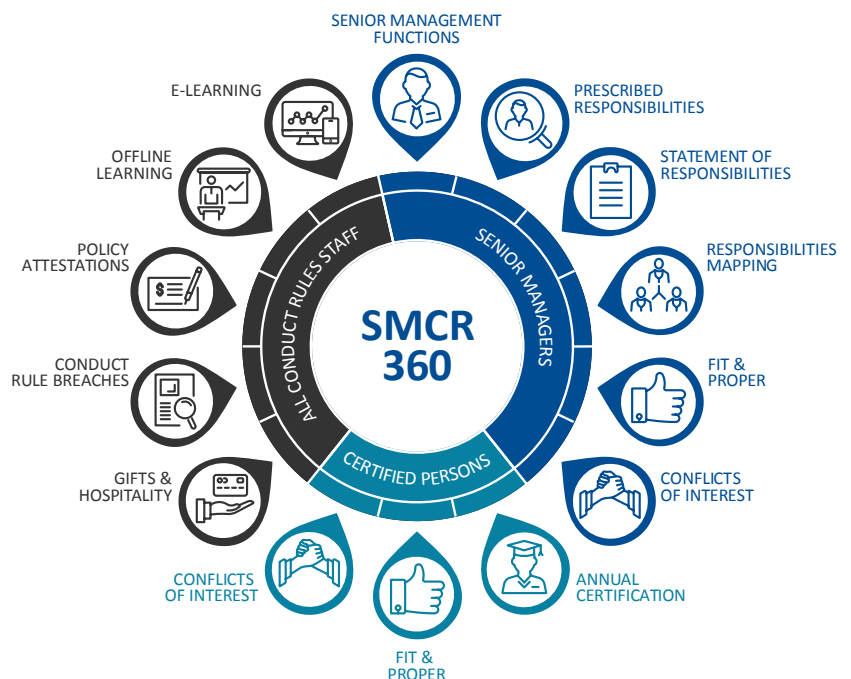 SENIOR MANAGEMENT
FUNCTIONS
PRESCRIBED
RESPONSIBILITIES
STATEMENT OF
RESPONSIBILITIES
RESPONSIBILITIES
MAPPING
FIT &
PROPER
CONFLICTS
OF INTEREST
ANNUAL
CERTIFICATION
FIT &
PROPER
CONFLICTS
OF INTEREST
GIFTS &
HOSPITALITY
CONDUCT
RULE BREACHES
POLICY
ATTESTATIONS
OFFLINE
LEARNING
E-LEARNING
ALL CONDUCT RULES STAFF
SENIOR MANAGERS
CERTIFIED PERSONS
SMCR
360
$